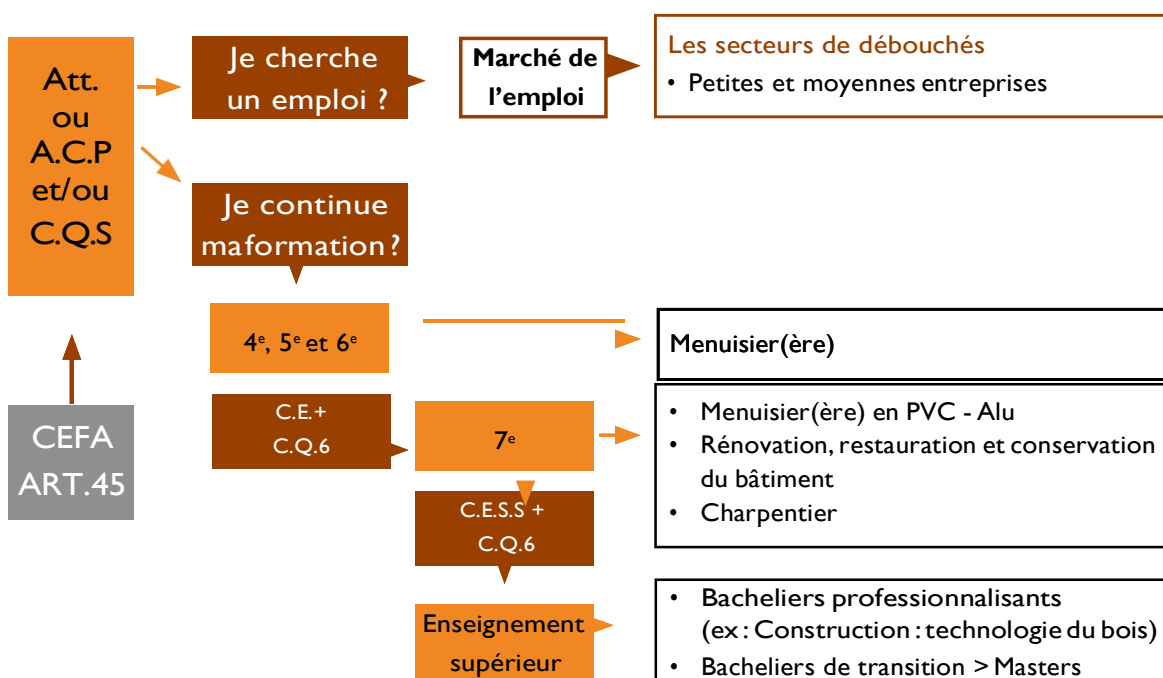 Att.
ou
A.C.P
et/ou
C.Q.S
CEFA
ART.45
Je cherche
un emploi ?
Marché de
l'emploi
Les secteurs de débouchés
• Petites et moyennes entreprises
Je continue
maformation ?
4e, 5e et 6e
Menuisier(ère)
C.E.+
C.Q.6
7e
• Menuisier(ère) en PVC - Alu
• Rénovation, restauration et conservation
du bâtiment
• Charpentier
C.E.S.S +
C.Q.6
Enseignement
supérieur
• Bacheliers professionnalisants
(ex : Construction : technologie du bois)
• Bacheliers de transition > Masters